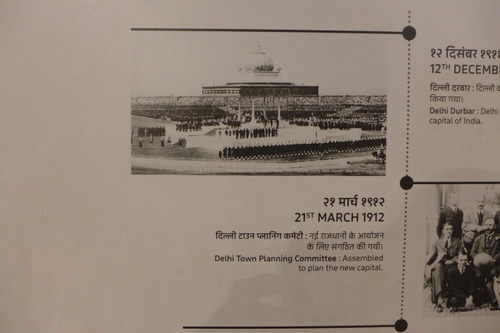 १२ दिसंबर १९११
12TH DECEMBE
दिल्ली दरबार : दिल्ली क
किया गया।
Delhi Durbar : Delhi
capital of India.
२१ मार्च १९१२
21ST MARCH 1912
दिल्ली टाउन प्लानिंग कमेटी : नई राजधानी के आयोजन
के लिए संगठित की गयी।
Delhi Town Planning Committee : Assembled
to plan the new capital.